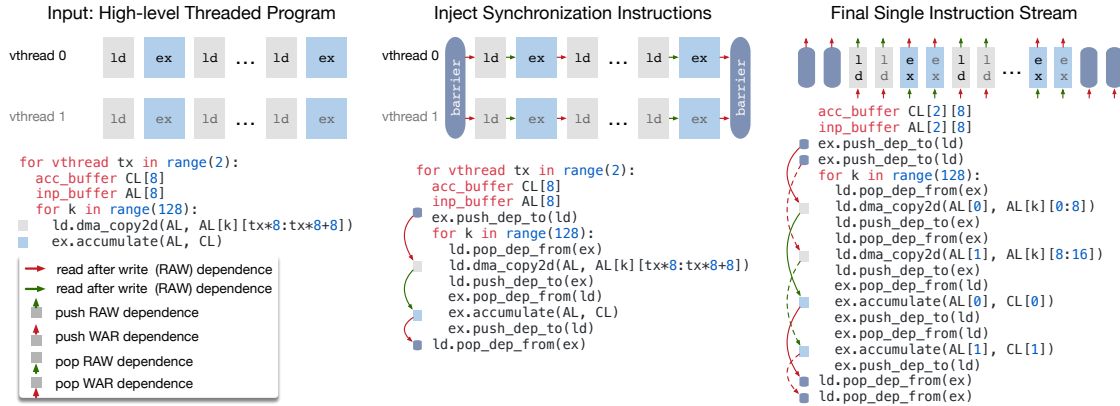 Input: High-level Threaded Program
vthread 0
ld ex ld ld ... ex
vthread 1
ld ex ld ld ... ex
for vthread tx in range(2):
acc_buffer CL[8]
inp_buffer AL[8]
for k in range(128):
ld.dma_copy2d(AL, AL[k][tx*8:tx*8+8])
ex.accumulate(AL, CL)
read after write (RAW) dependence
read after write (RAW) dependence
push RAW dependence
push WAR dependence
pop RAW dependence
pop WAR dependence
Inject Synchronization Instructions
vthread 0
vthread 1
barrier
ld ex ld ld ... ex
ld ex ld ld ... ex
barrier
for vthread tx in range(2):
acc_buffer CL[8]
inp_buffer AL[8]
ex.push_dep_to(ld)
for k in range(128):
ld.pop_dep_from(ex)
ld.dma_copy2d(AL, AL[k][tx*8:tx*8+8])
ld.push_dep_to(ex)
ex.pop_dep_from(ld)
ex.accumulate(AL, CL)
ex.push_dep_to(ld)
ld.pop_dep_from(ex)
Final Single Instruction Stream
ld ld ex ex ld ld ... ex ex
acc_buffer CL[2][8]
inp_buffer AL[2][8]
ex.push_dep_to(ld)
ex.push_dep_to(ld)
for k in range(128):
ld.pop_dep_from(ex)
ld.dma_copy2d(AL[0], AL[k][0:8])
ld.push_dep_to(ex)
ld.pop_dep_from(ex)
ld.dma_copy2d(AL[1], AL[k][8:16])
ld.push_dep_to(ex)
ex.pop_dep_from(ld)
ex.accumulate(AL[0], CL[0])
ex.push_dep_to(ld)
ex.pop_dep_from(ld)
ex.accumulate(AL[1], CL[1])
ex.push_dep_to(ld)
ld.pop_dep_from(ex)
ld.pop_dep_from(ex)